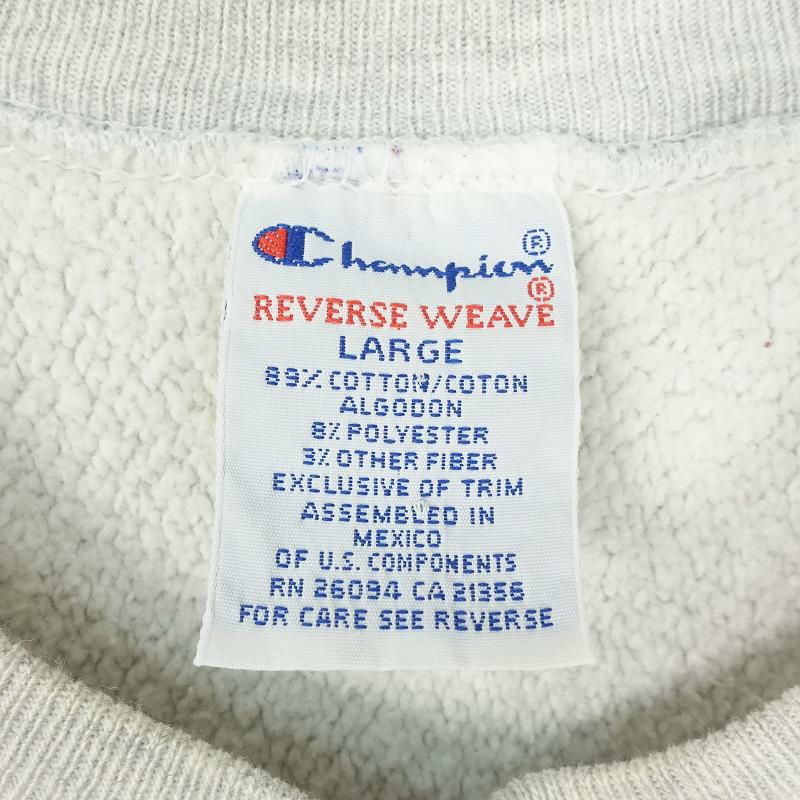 Champion ®
REVERSE WEAVE ®
LARGE
89% COTTON/COTON
ALGODON
8% POLYESTER
3% OTHER FIBER
EXCLUSIVE OF TRIM
ASSEMBLED IN
MEXICO
OF U.S. COMPONENTS
RN 26094 CA 21356
FOR CARE SEE REVERSE